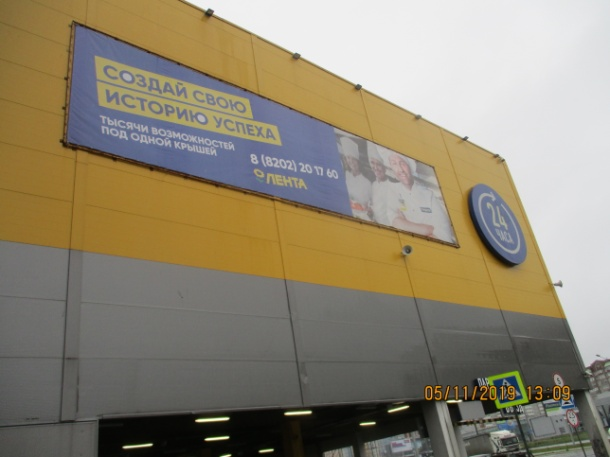 СОЗДАЙ СВОЮ
ИСТОРИЮ УСПЕХА
ТЫСЯЧИ ВОЗМОЖНОСТЕЙ
ПОД ОДНОЙ КРЫШЕЙ
8 (8202) 20 17 60
ЛЕНТА
24
ЧАСА
05/11/2019 13:09